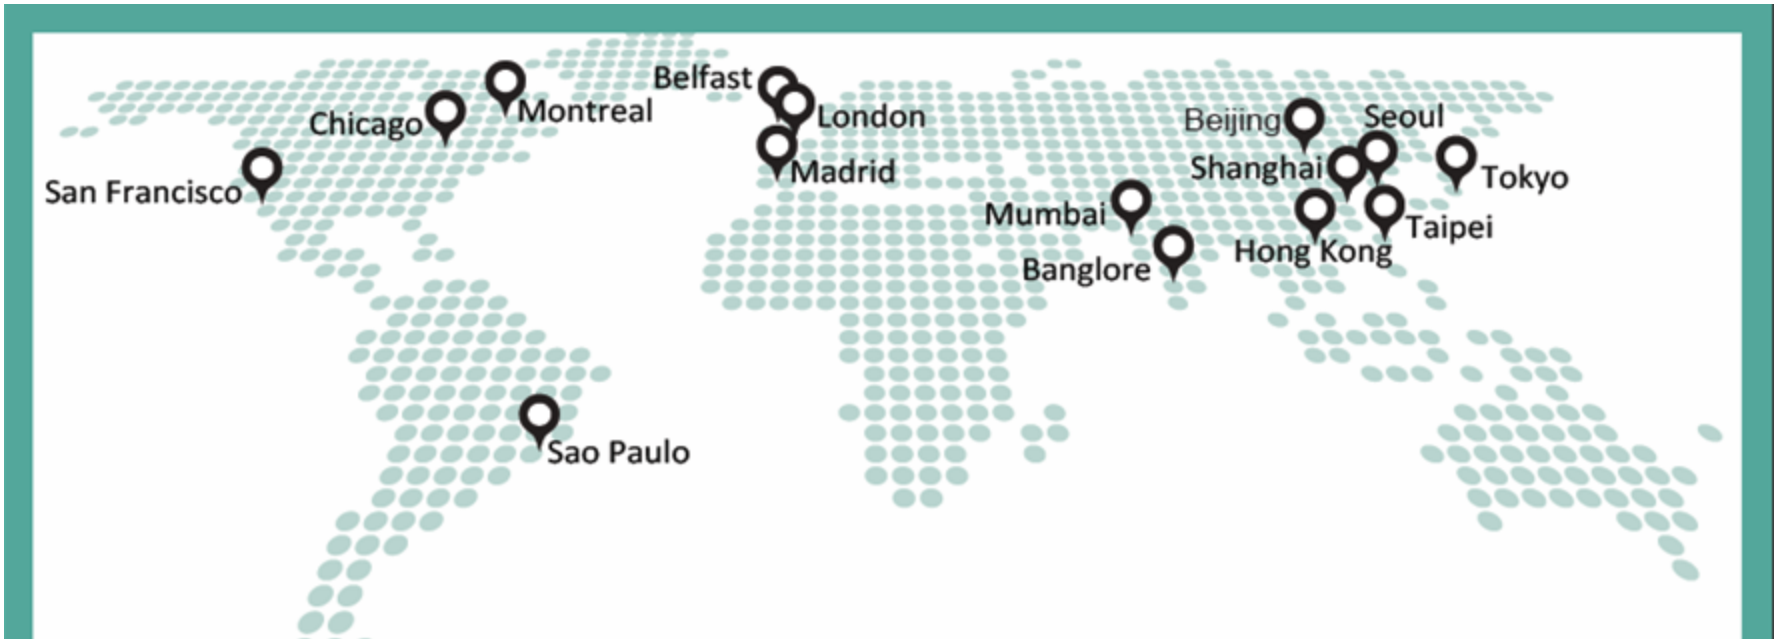 Belfast
Montreal
London
Chicago
Beijing
Seoul
Shanghai
Madrid
Tokyo
San Francisco
Mumbai
Taipei
Hong Kong
Banglore
Sao Paulo